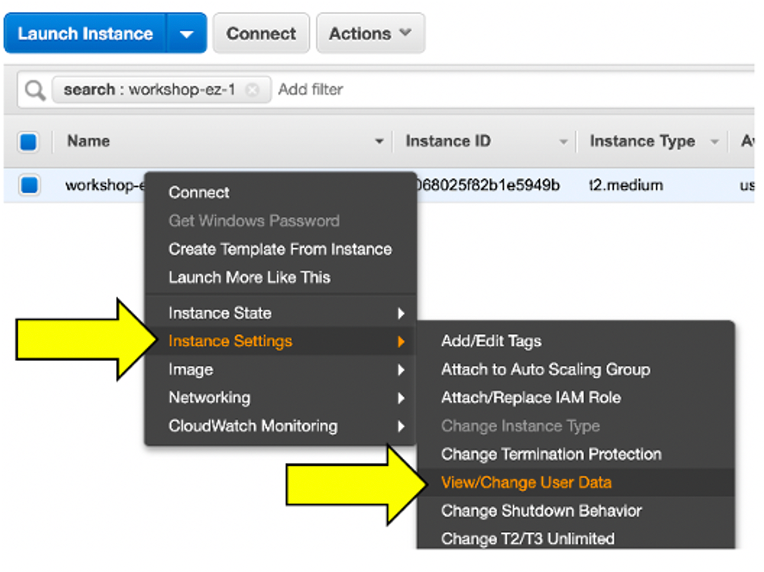 Launch Instance Connect Actions
search : workshop-ez-1 Add filter
Name Instance ID Instance Type
068025f82b1e5949b t2.medium
Connect
Get Windows Password
Create Template From Instance
Launch More Like This
Instance State
Instance Settings
Image
Networking
CloudWatch Monitoring
Add/Edit Tags
Attach to Auto Scaling Group
Attach/Replace IAM Role
Change Instance Type
Change Termination Protection
View/Change User Data
Change Shutdown Behavior
Change T2/T3 Unlimited